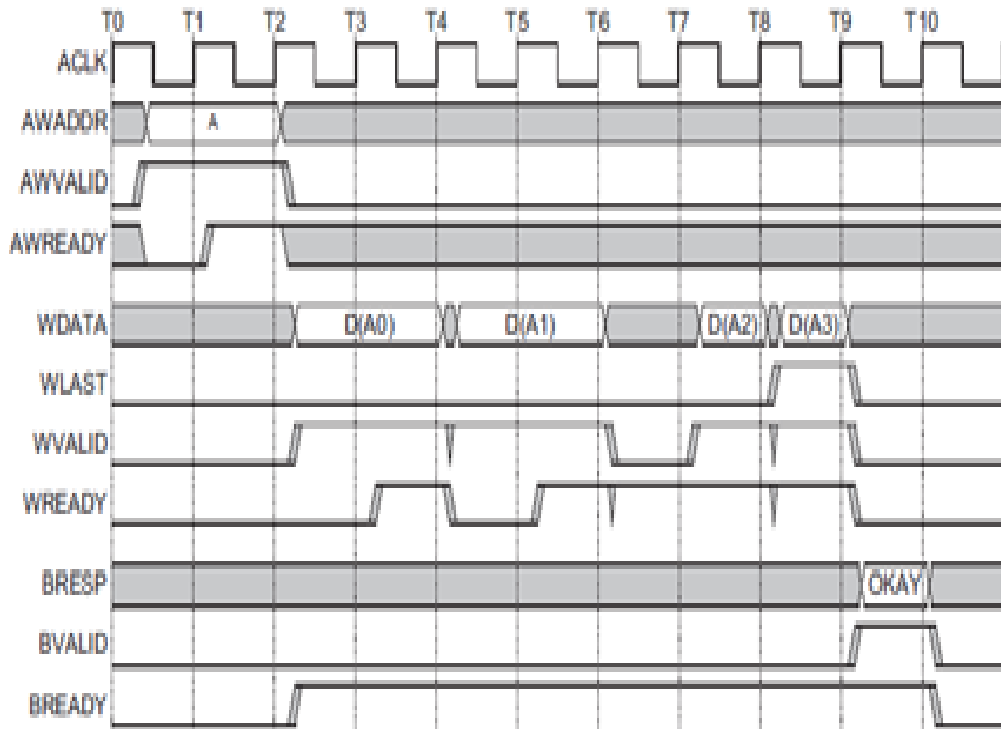 T0 T1 T2 T3 T4 T5 T6 T7 T8 T9 T10
ACLK
AWADDR A
AWVALID
AWREADY
WDATA D(A0) D(A1) D(A2) D(A3)
WLAST
WVALID
WREADY
BRESP OKAY
BVALID
BREADY